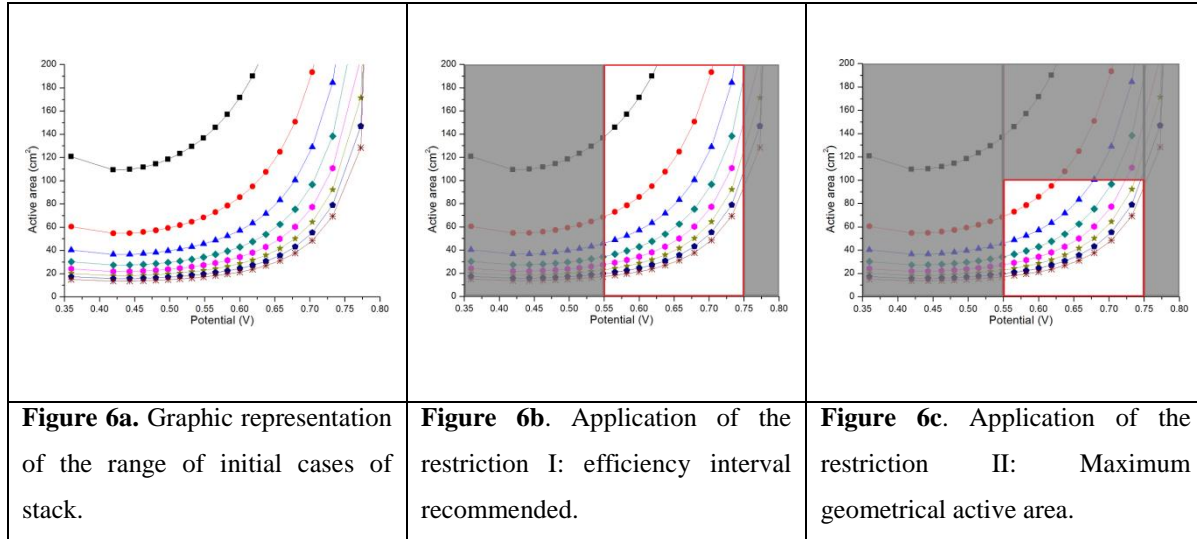 200
180
160
140
120
100
80
60
40
20
0
Active area (cm²)
0.35 0.40 0.45 0.50 0.55 0.60 0.65 0.70 0.75 0.80
Potential (V)
200
180
160
140
120
100
80
60
40
20
0
Active area (cm²)
0.35 0.40 0.45 0.50 0.55 0.60 0.65 0.70 0.75 0.80
Potential (V)
200
180
160
140
120
100
80
60
40
20
0
Active area (cm²)
0.35 0.40 0.45 0.50 0.55 0.60 0.65 0.70 0.75 0.80
Potential (V)
Figure 6a. Graphic representation
of the range of initial cases of
stack.
Figure 6b. Application of the
restriction I: efficiency interval
recommended.
Figure 6c. Application of the
restriction II: Maximum
geometrical active area.